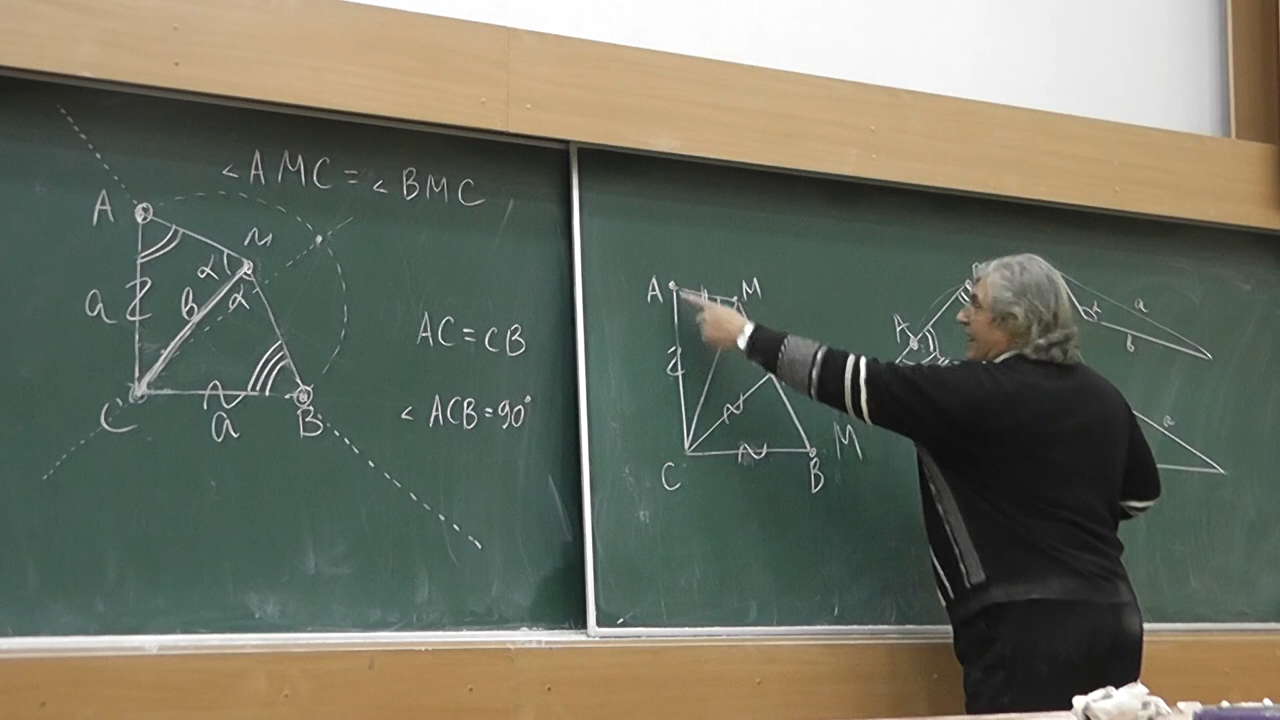 ∠AMC = ∠BMC
A
M
α
a
b
α
AC = CB
C
a
B
∠ACB = 90°
A
M
C
B
M
A
α
a
b
a